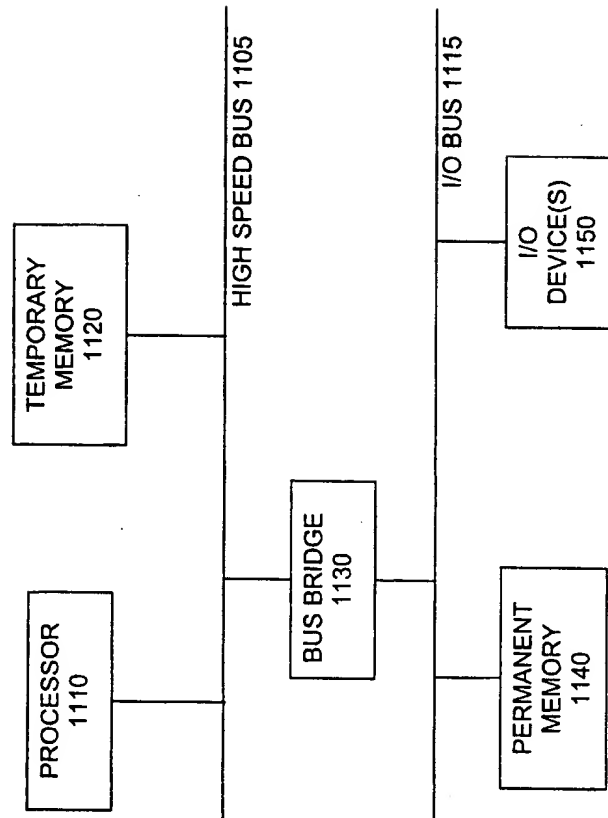 PROCESSOR
1110
TEMPORARY
MEMORY
1120
HIGH SPEED BUS 1105
BUS BRIDGE
1130
I/O BUS 1115
PERMANENT
MEMORY
1140
I/O
DEVICE(S)
1150